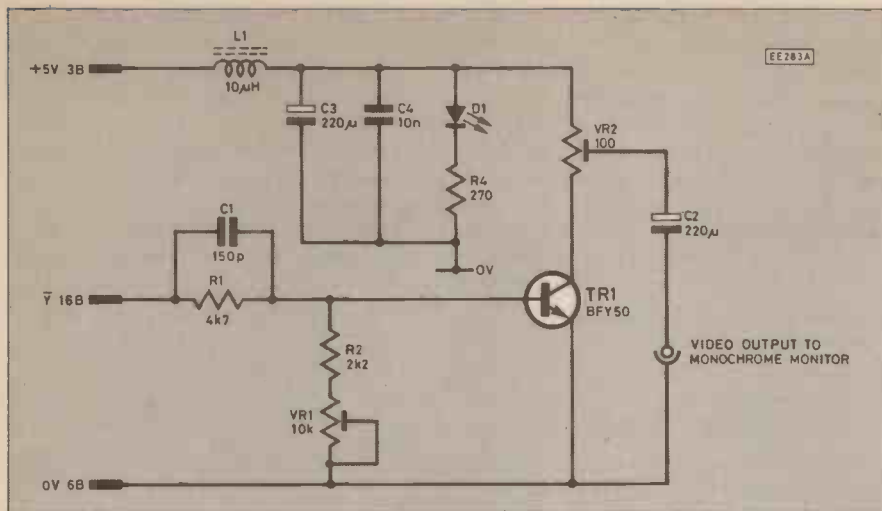 L1
10µH
+5V 3B
EE283A
C3
220µ
C4
10n
D1
VR2
100
R4
270
C2
220µ
C1
150p
0V
R1
4k7
Y̅ 16B
TR1
BFY50
R2
2k2
VIDEO OUTPUT TO
MONOCHROME MONITOR
VR1
10k
0V 6B